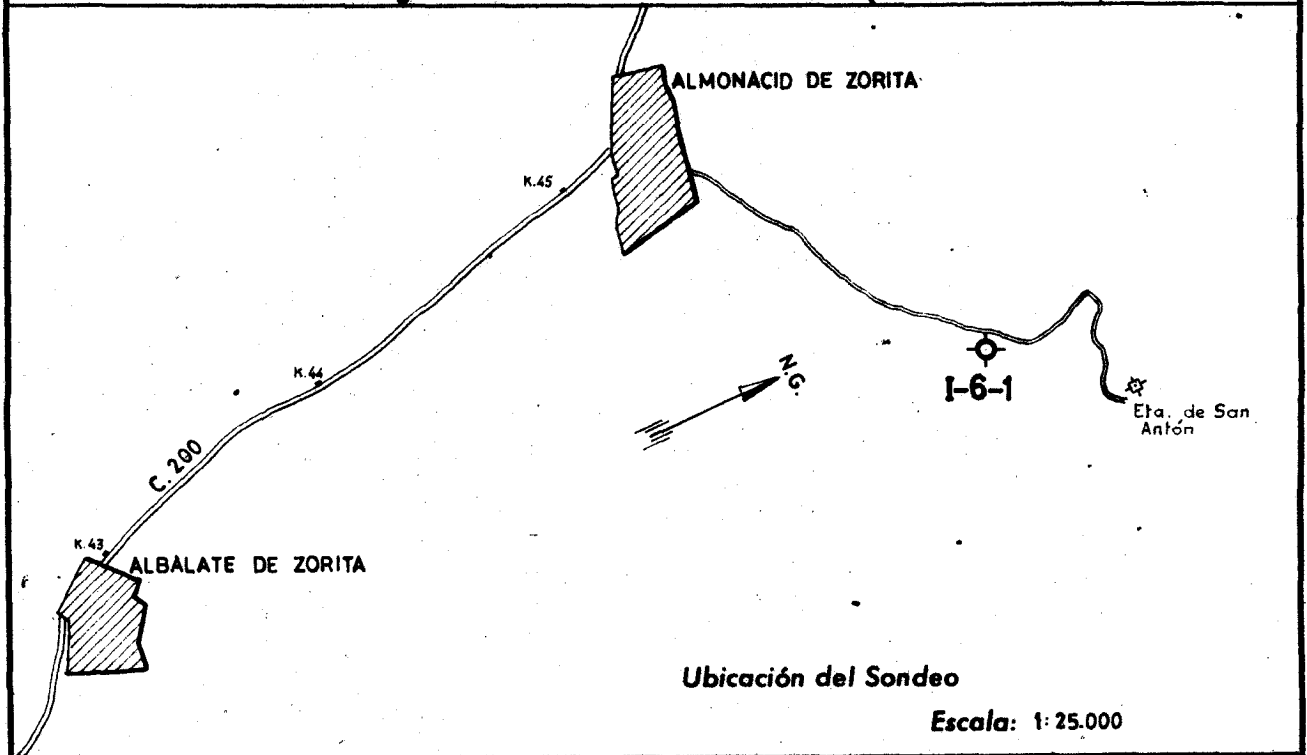 ALMONACID DE ZORITA
K.45
N.G.
I-6-1
K.44
Eta. de San
Antón
C. 200
K.43
ALBALATE DE ZORITA
Ubicación del Sondeo
Escala: 1:25.000